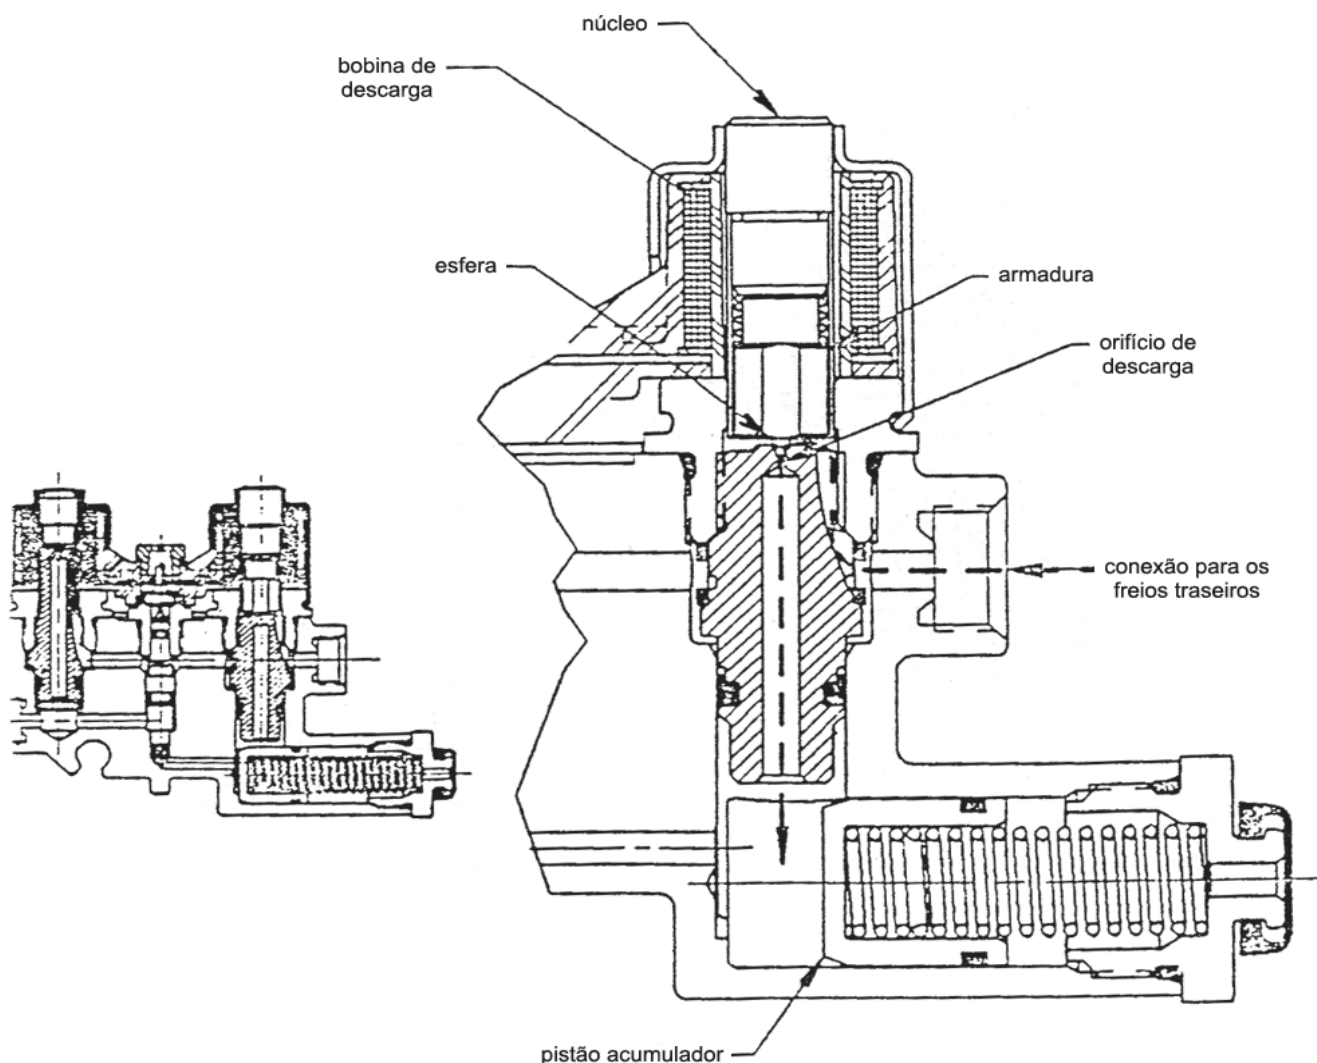 núcleo
bobina de
descarga
esfera
armadura
orifício de
descarga
conexão para os
freios traseiros
pistão acumulador